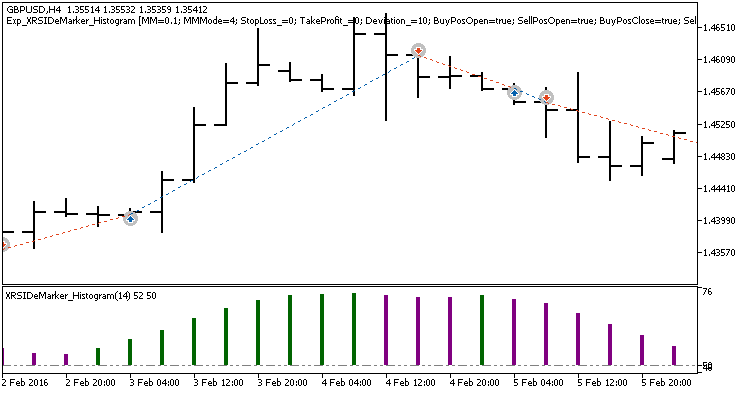 GBPUSD,H4 1.35514 1.35532 1.35359 1.35412
Exp_XRSIDeMarker_Histogram [MM=0.1; MMMode=4; StopLoss_=0; TakeProfit_=0; Deviation_=10; BuyPosOpen=true; SellPosOpen=true; BuyPosClose=true; Sel
1.46510
1.46090
1.45670
1.45250
1.44830
1.44410
1.43990
1.43570
XRSIDeMarker_Histogram(14) 52 50
76
2 Feb 2016 2 Feb 20:00 3 Feb 04:00 3 Feb 12:00 3 Feb 20:00 4 Feb 04:00 4 Feb 12:00 4 Feb 20:00 5 Feb 04:00 5 Feb 12:00 5 Feb 20:00